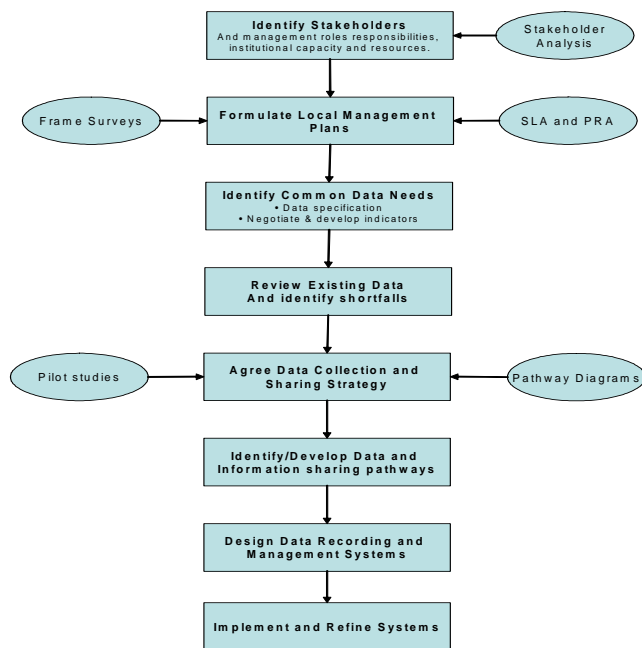 Identify Stakeholders
And management roles responsibilities,
institutional capacity and resources.
Stakeholder
Analysis
Frame Surveys
Formulate Local Management
Plans
SLA and PRA
Identify Common Data Needs
• Data specification
• Negotiate & develop indicators
Review Existing Data
And identify shortfalls
Pilot studies
Agree Data Collection and
Sharing Strategy
Pathway Diagrams
Identify/Develop Data and
Information sharing pathways
Design Data Recording and
Management Systems
Implement and Refine Systems